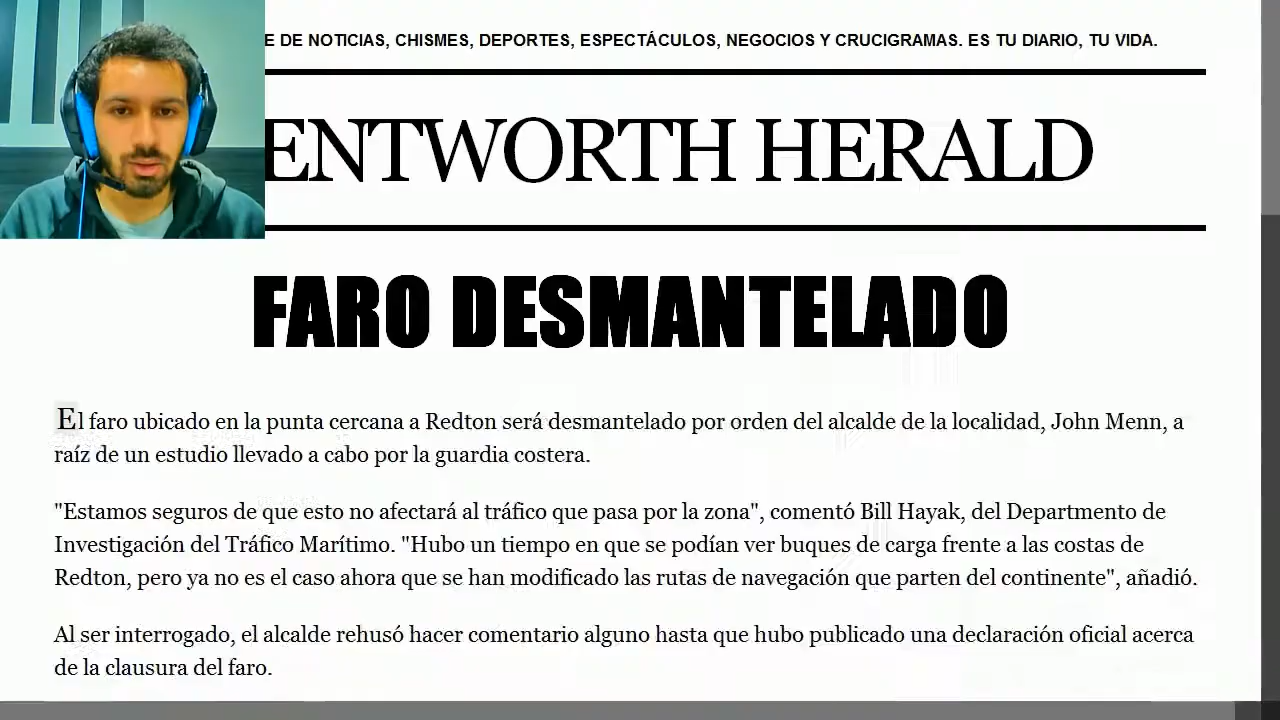 E DE NOTICIAS, CHISMES, DEPORTES, ESPECTÁCULOS, NEGOCIOS Y CRUCIGRAMAS. ES TU DIARIO, TU VIDA.
ENTWORTH HERALD
FARO DESMANTELADO
El faro ubicado en la punta cercana a Redton será desmantelado por orden del alcalde de la localidad, John Menn, a
raíz de un estudio llevado a cabo por la guardia costera.
"Estamos seguros de que esto no afectará al tráfico que pasa por la zona", comentó Bill Hayak, del Departmento de
Investigación del Tráfico Marítimo. "Hubo un tiempo en que se podían ver buques de carga frente a las costas de
Redton, pero ya no es el caso ahora que se han modificado las rutas de navegación que parten del continente", añadió.
Al ser interrogado, el alcalde rehusó hacer comentario alguno hasta que hubo publicado una declaración oficial acerca
de la clausura del faro.